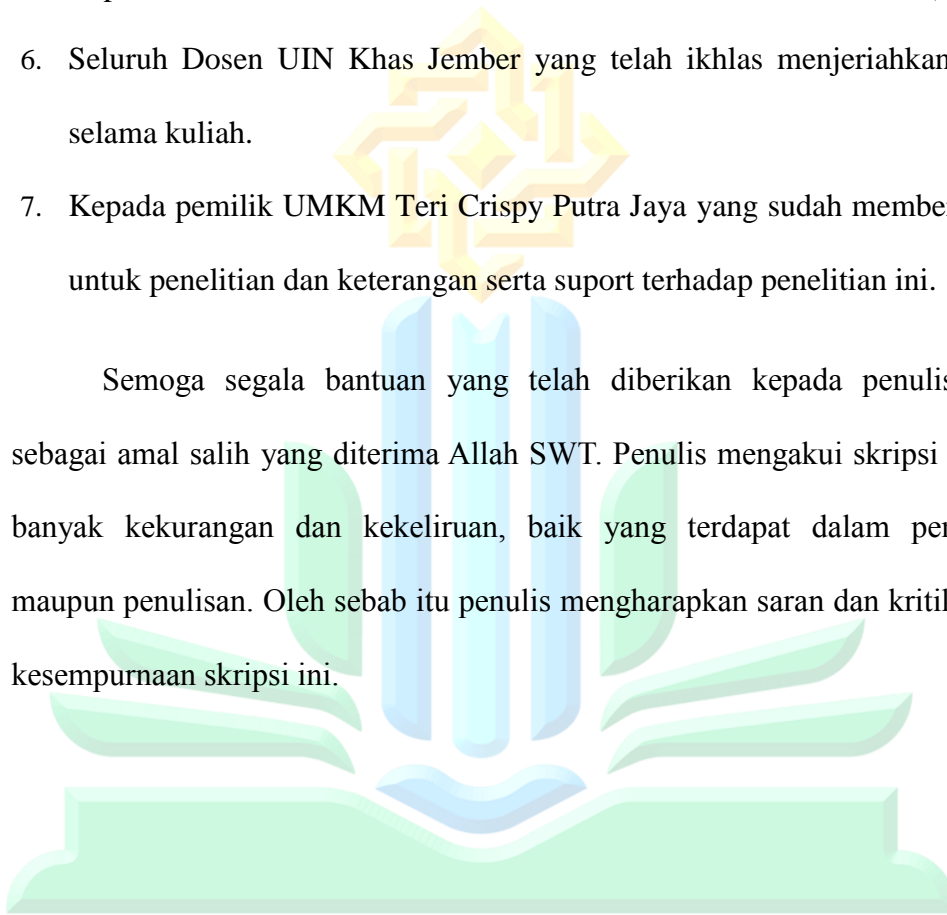 6. Seluruh Dosen UIN Khas Jember yang telah ikhlas menjeriahkan
selama kuliah.
7. Kepada pemilik UMKM Teri Crispy Putra Jaya yang sudah
untuk penelitian dan keterangan serta suport terhadap penelitian ini.
Semoga segala bantuan yang telah diberikan kepada penulis
sebagai amal salih yang diterima Allah SWT. Penulis mengakui skripsi
banyak kekurangan dan kekeliruan, baik yang terdapat dalam
maupun penulisan. Oleh sebab itu penulis mengharapkan saran dan
kesempurnaan skripsi ini.